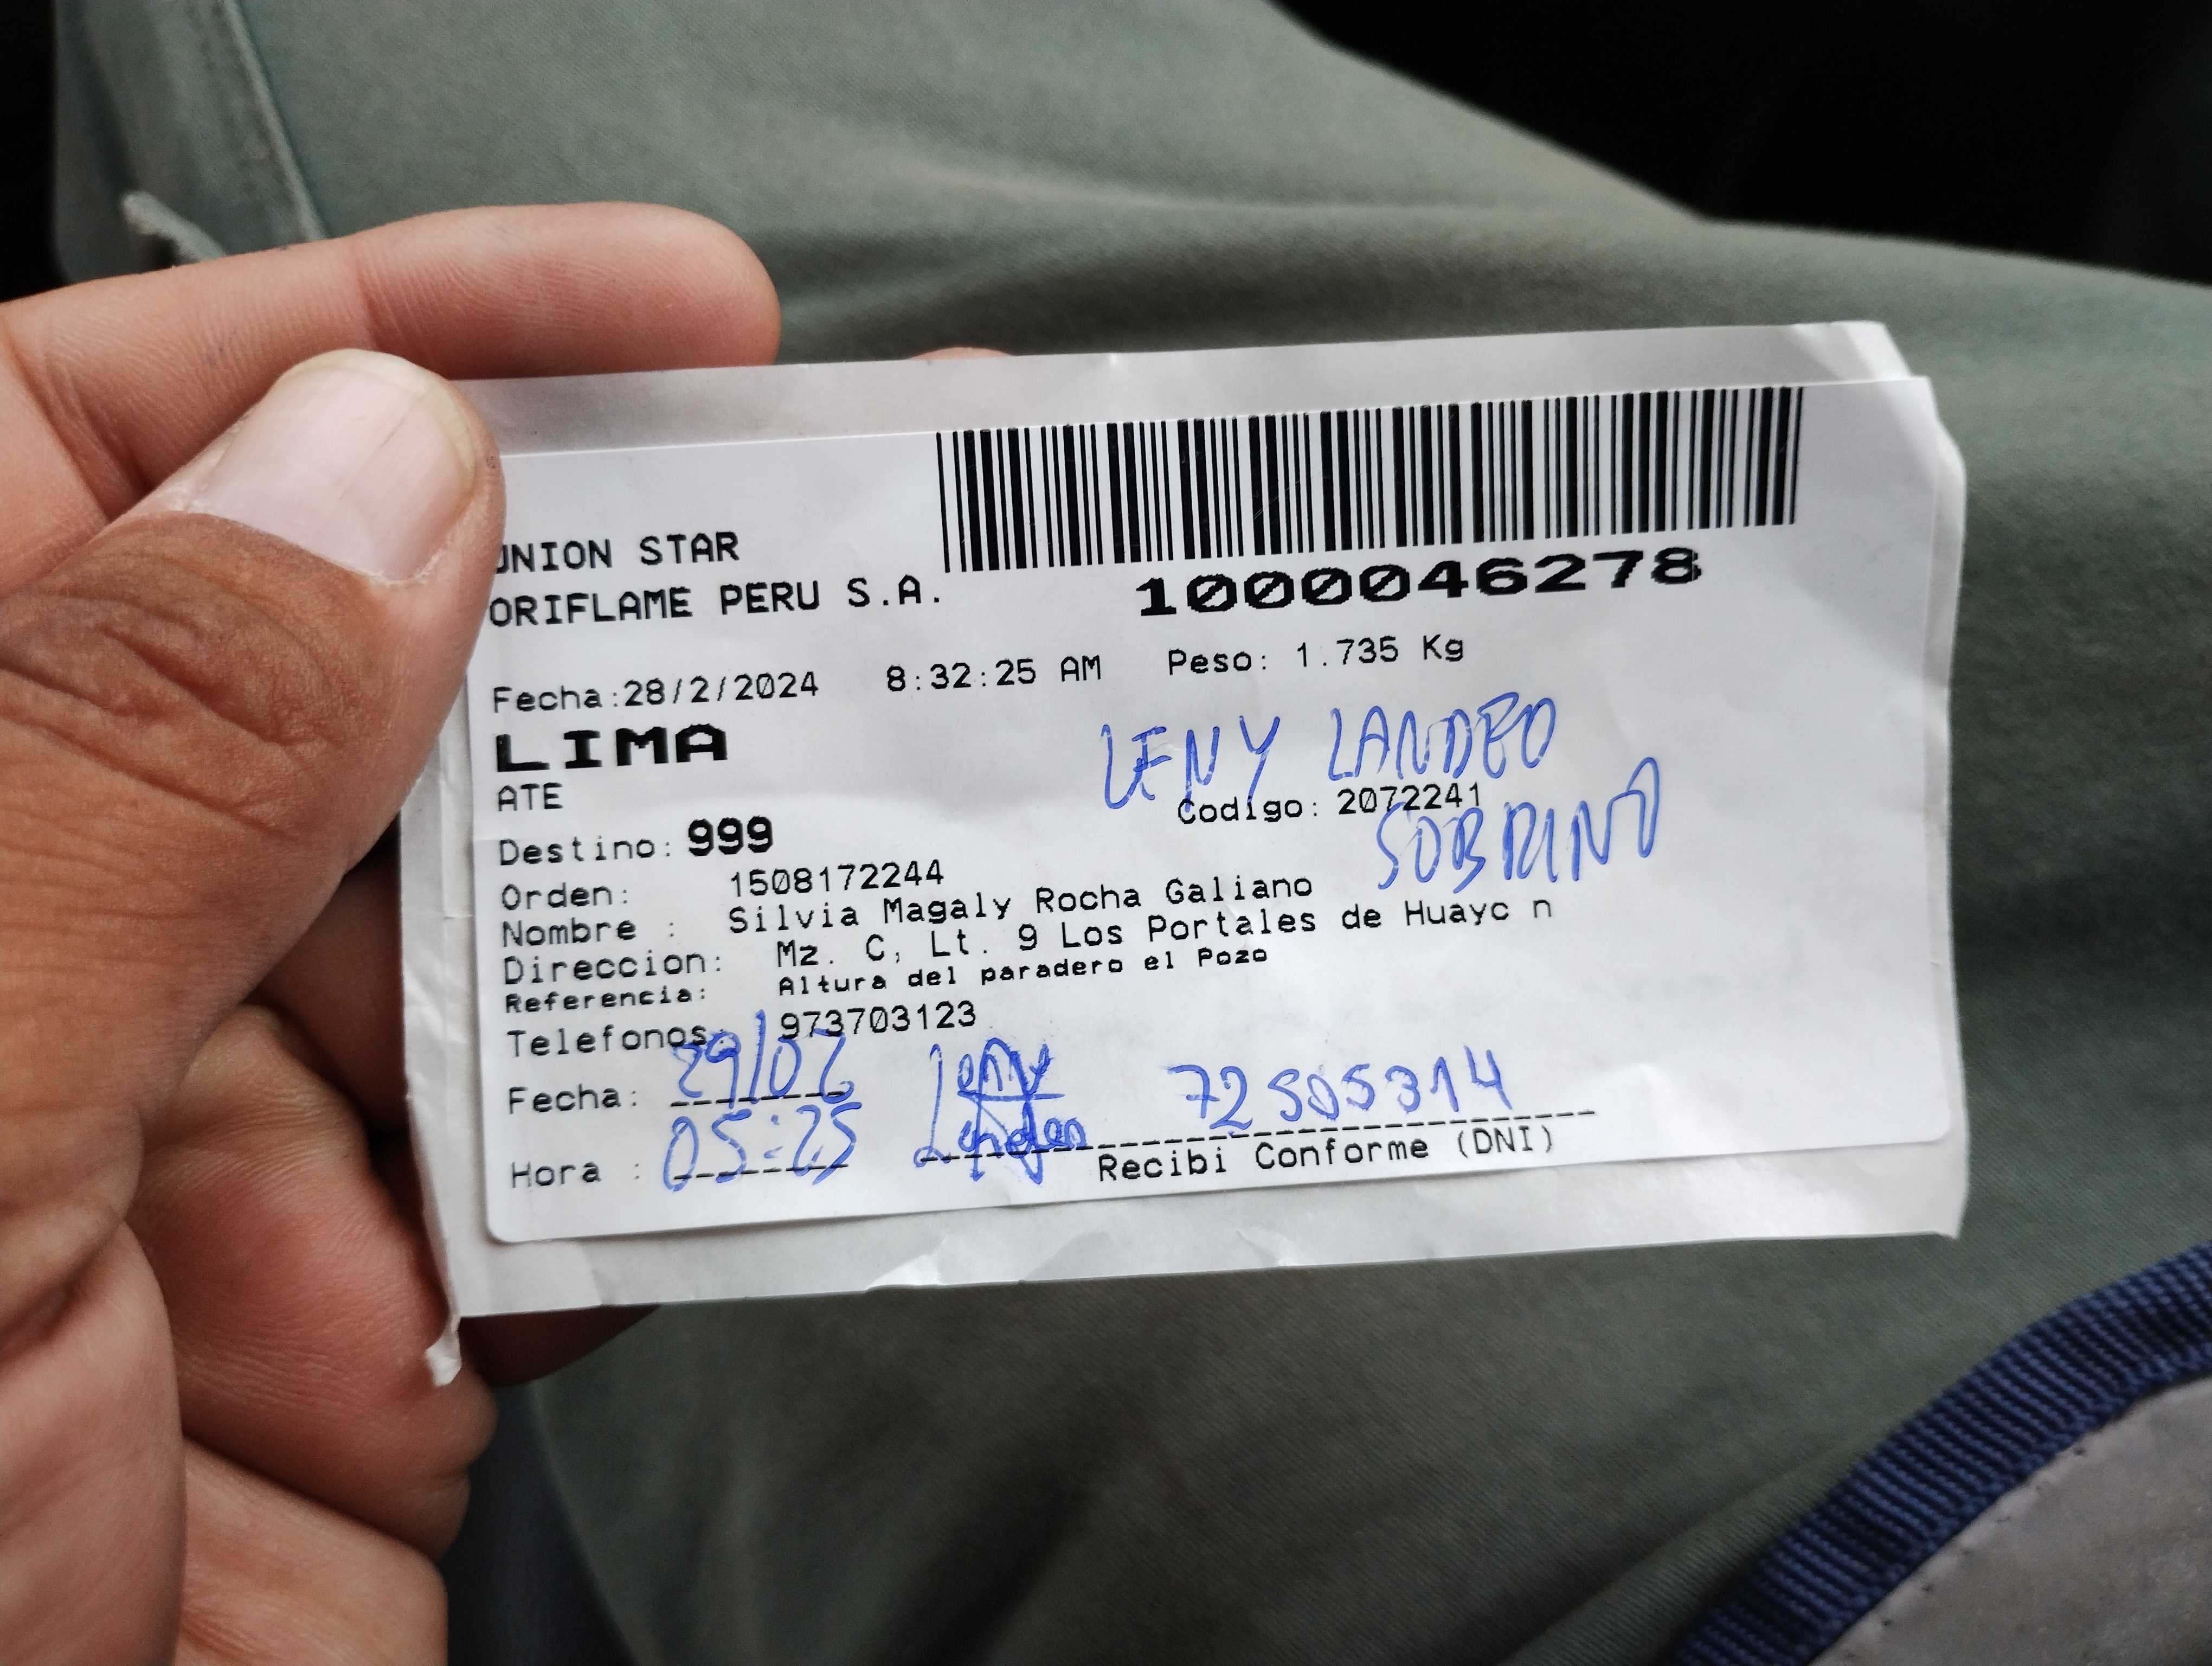 UNION STAR
ORIFLAME PERU S.A.
1000046278
Fecha:28/2/2024 8:32:25 AM Peso: 1.735 Kg
LIMA
LENY LANDEO
ATE
Codigo: 2072241
SOBRINO
Destino: 999
Orden: 1508172244
Nombre : Silvia Magaly Rocha Galiano
Direccion: Mz. C, Lt. 9 Los Portales de Huayc n
Referencia: Altura del paradero el Pozo
Telefonos: 973703123
Fecha: 29/02 Leny 72505314
Hora : 05:25 Landeo
Recibi Conforme (DNI)